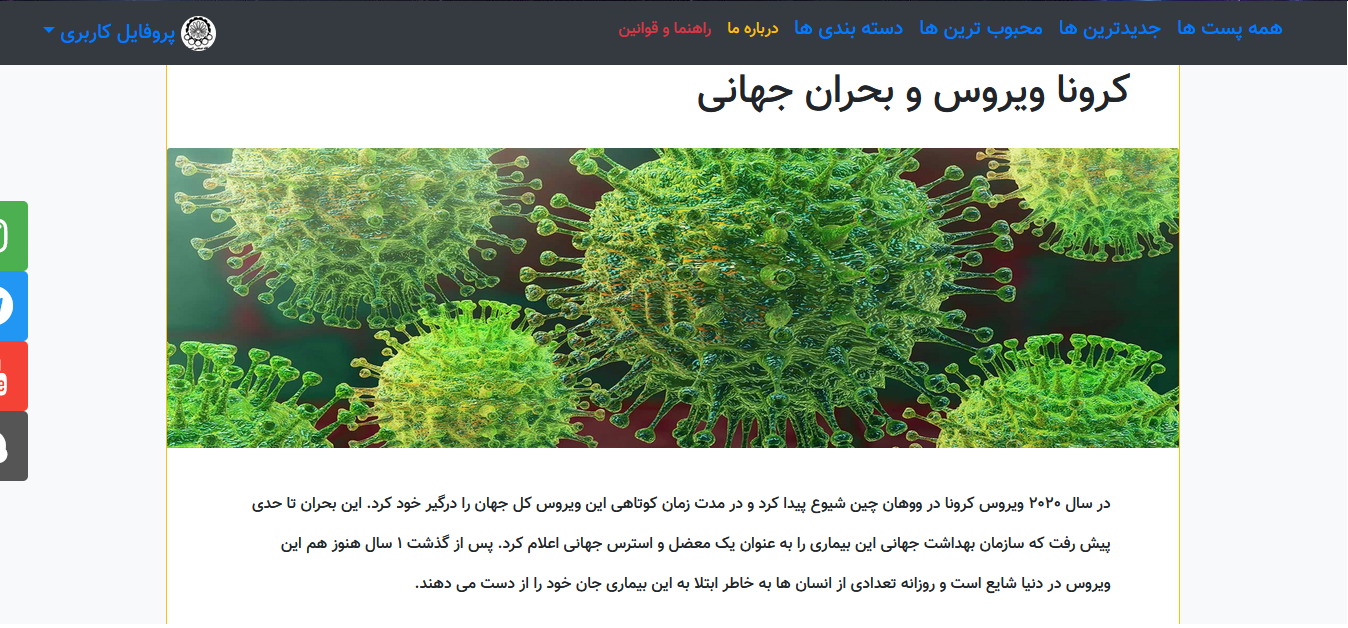 همه پست ها
جدیدترین ها
محبوب ترین ها
دسته بندی ها
درباره ما
راهنما و قوانین
پروفایل کاربری
کرونا ویروس و بحران جهانی
در سال ۲۰۲۰ ویروس کرونا در ووهان چین شیوع پیدا کرد و در مدت زمان کوتاهی این ویروس کل جهان را درگیر خود کرد. این بحران تا حدی
پیش رفت که سازمان بهداشت جهانی این بیماری را به عنوان یک معضل و استرس جهانی اعلام کرد. پس از گذشت ۱ سال هنوز هم این
ویروس در دنیا شایع است و روزانه تعدادی از انسان ها به خاطر ابتلا به این بیماری جان خود را از دست می دهند.